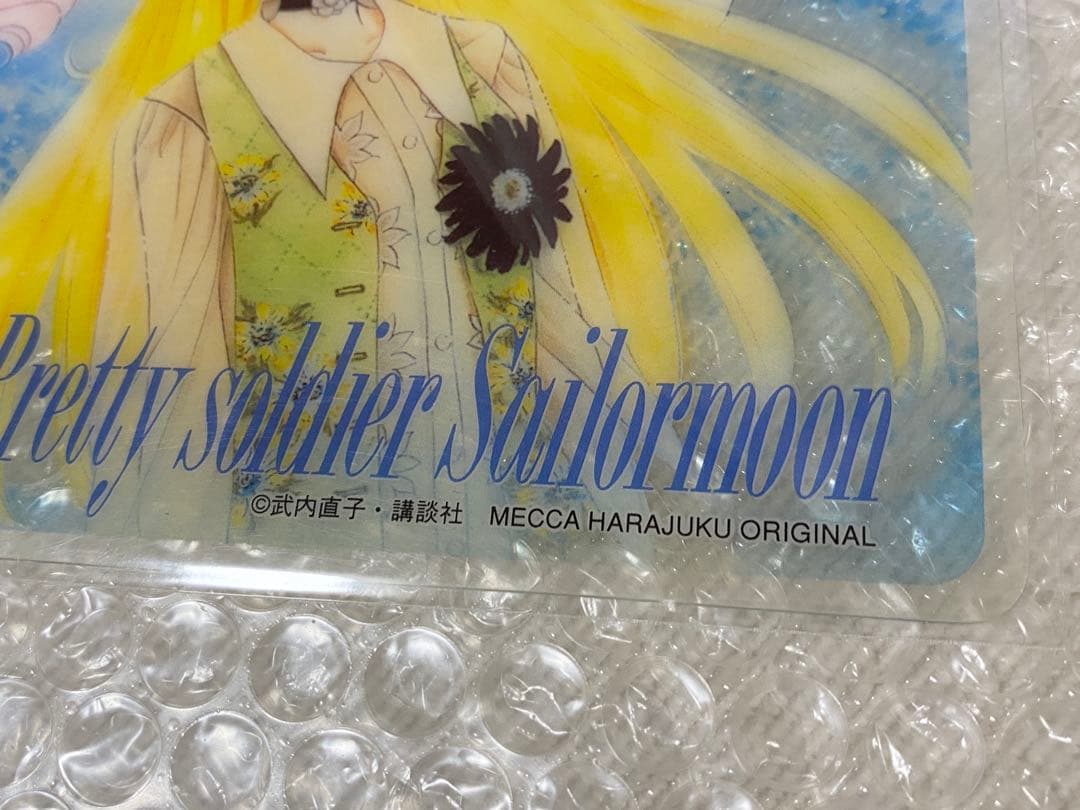 Pretty soldier Sailormoon
©武内直子・講談社 MECCA HARAJUKU ORIGINAL